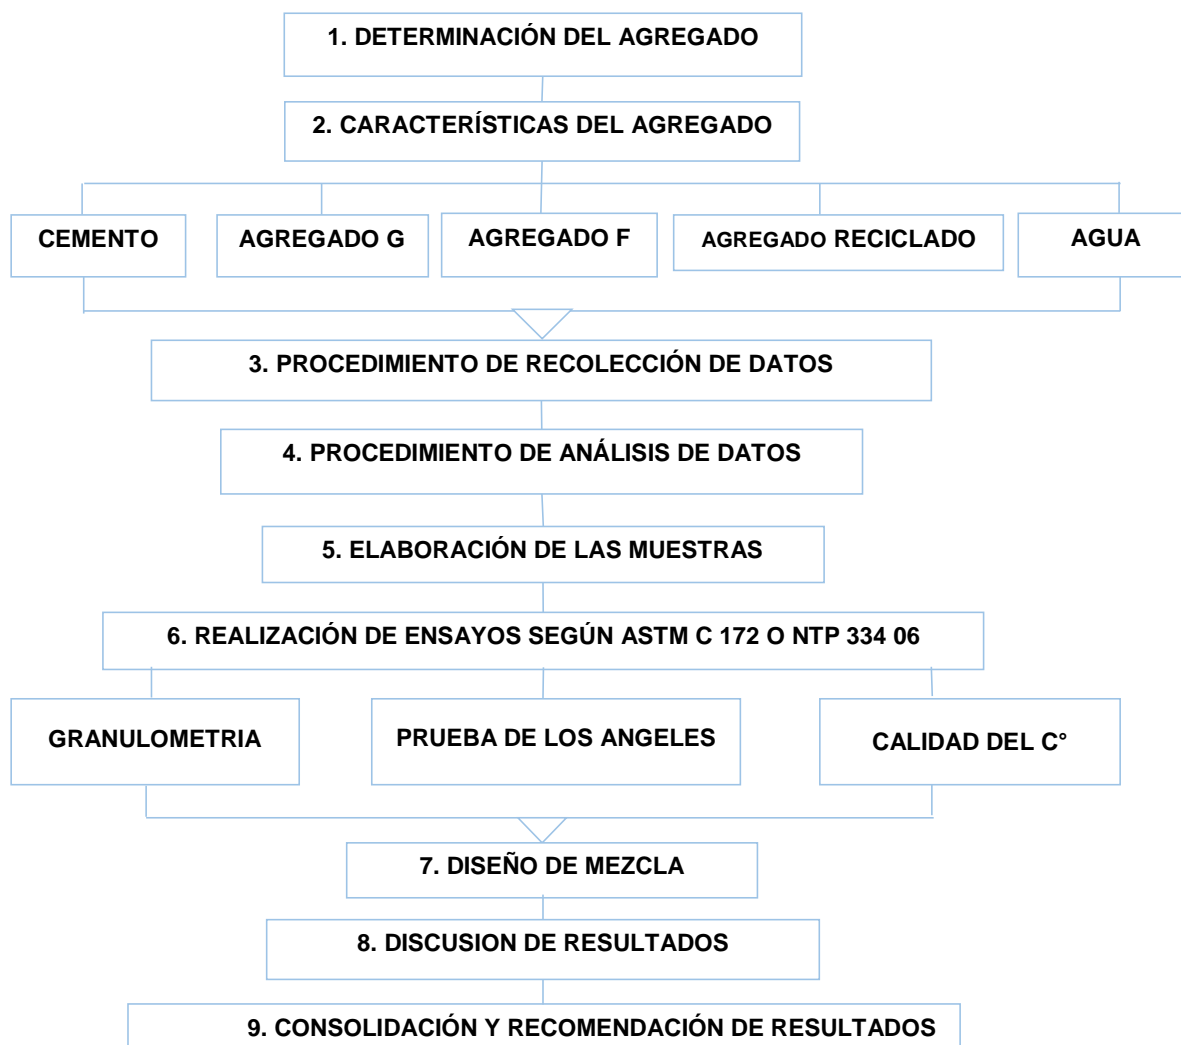 1. DETERMINACIÓN DEL AGREGADO
2. CARACTERÍSTICAS DEL AGREGADO
CEMENTO
AGREGADO G
AGREGADO F
AGREGADO RECICLADO
AGUA
3. PROCEDIMIENTO DE RECOLECCIÓN DE DATOS
4. PROCEDIMIENTO DE ANÁLISIS DE DATOS
5. ELABORACIÓN DE LAS MUESTRAS
6. REALIZACIÓN DE ENSAYOS SEGÚN ASTM C 172 O NTP 334 06
GRANULOMETRIA
PRUEBA DE LOS ANGELES
CALIDAD DEL C°
7. DISEÑO DE MEZCLA
8. DISCUSION DE RESULTADOS
9. CONSOLIDACIÓN Y RECOMENDACIÓN DE RESULTADOS